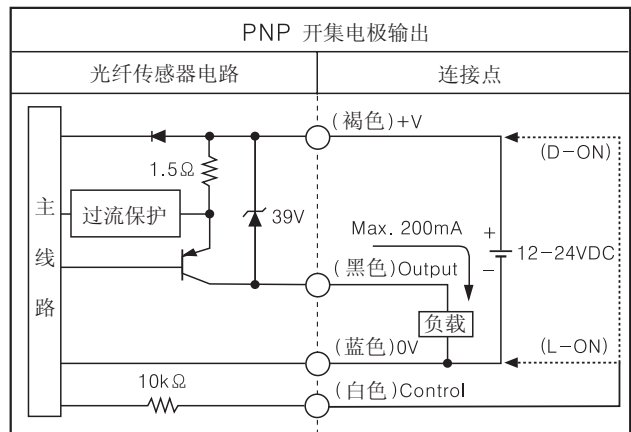 PNP 开集电极输出
光纤传感器电路
连接点
(褐色)+V
(D-ON)
1.5Ω
主线路
过流保护
39V
Max. 200mA
+
12-24VDC
-
(黑色)Output
负载
(蓝色)0V
(L-ON)
10kΩ
(白色)Control